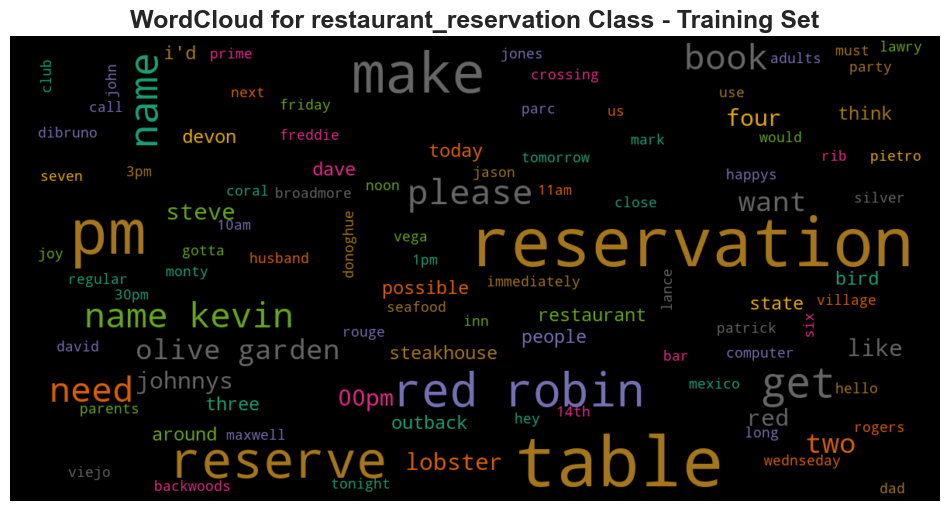 WordCloud for restaurant_reservation Class - Training Set
club
john
name
i'd
prime
make
jones
book
adults
must
lawry
party
crossing
call
next
friday
parc
us
use
four
think
dibruno
devon
freddie
today
tomorrow
mark
would
rib
pietro
seven
3pm
dave
jason
happys
coral
broadmore
noon
please
11am
close
want
silver
steve
10am
pm
donoghue
vega
reservation
joy
gotta
husband
1pm
regular
monty
30pm
possible
immediately
lance
bird
seafood
state
village
name kevin
rouge
inn
restaurant
patrick
six
david
olive garden
steakhouse
people
bar
computer
like
need
johnnys
00pm
red robin
mexico
get
hello
parents
three
14th
outback
hey
red
rogers
around
maxwell
long
two
viejo
reserve
lobster
table
wednseday
backwoods
tonight
dad